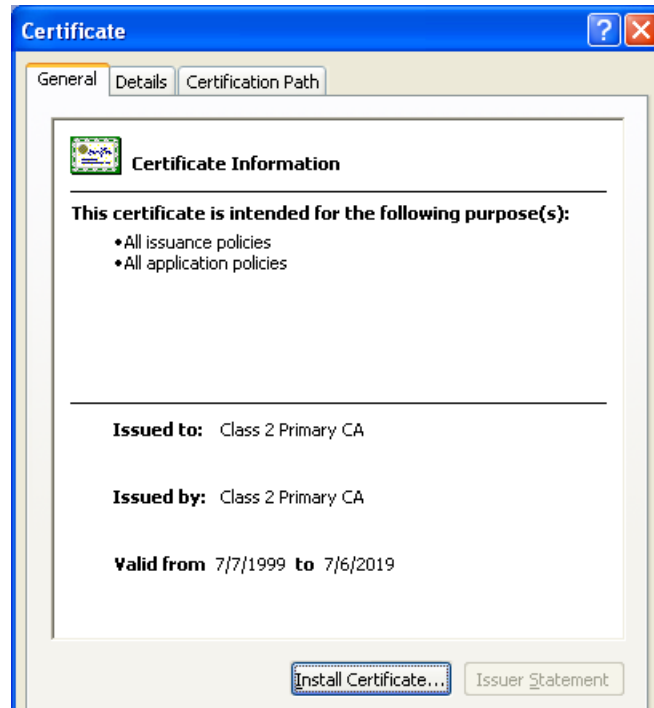 Certificate
General Details Certification Path
Certificate Information
This certificate is intended for the following purpose(s):
•All issuance policies
•All application policies
Issued to: Class 2 Primary CA
Issued by: Class 2 Primary CA
Valid from 7/7/1999 to 7/6/2019
Install Certificate... Issuer Statement